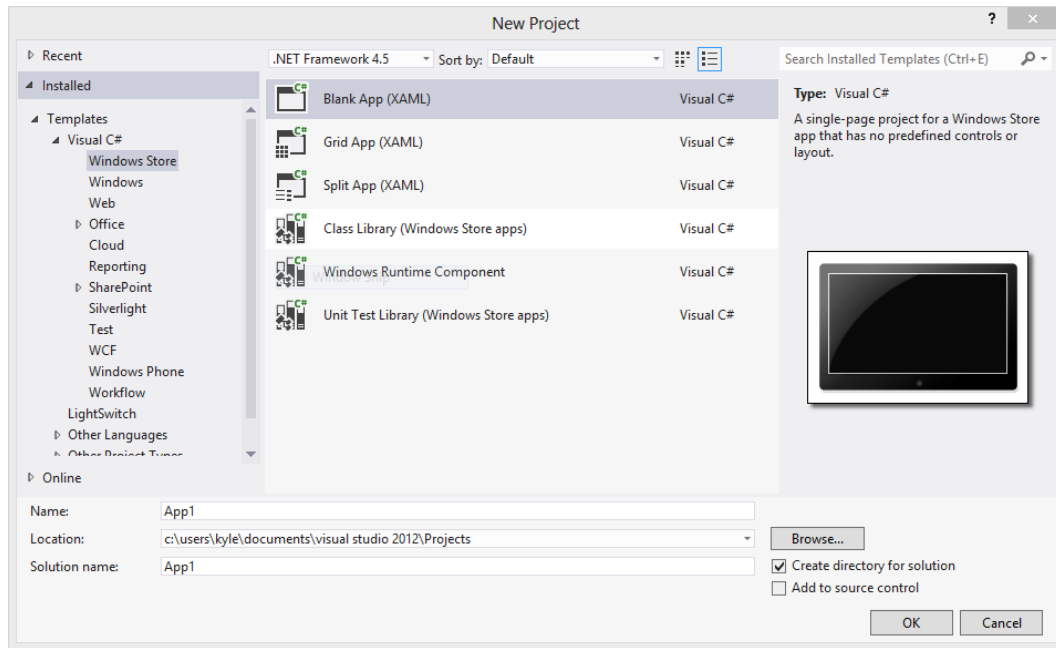 New Project
?
Recent
.NET Framework 4.5
Sort by: Default
Search Installed Templates (Ctrl+E)
Installed
Templates
Visual C#
Windows Store
Windows
Web
Office
Cloud
Reporting
SharePoint
Silverlight
Test
WCF
Windows Phone
Workflow
LightSwitch
Other Languages
Other Project Types
Online
C# Blank App (XAML) Visual C#
C# Grid App (XAML) Visual C#
C# Split App (XAML) Visual C#
C# Class Library (Windows Store apps) Visual C#
C# Windows Runtime Component Visual C#
Window Snip
C# Unit Test Library (Windows Store apps) Visual C#
Type: Visual C#
A single-page project for a Windows Store
app that has no predefined controls or
layout.
Name: App1
Location: c:\users\kyle\documents\visual studio 2012\Projects
Browse...
Solution name: App1
Create directory for solution
Add to source control
OK
Cancel